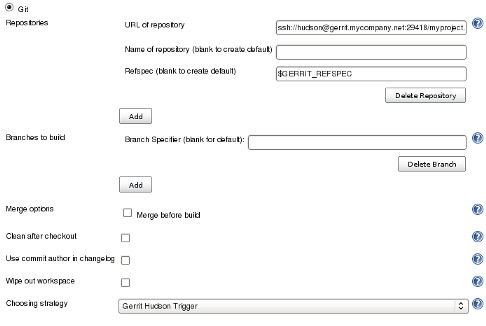 Git
Repositories
URL of repository
ssh://hudson@gerrit.mycompany.net:29418/myproject
Name of repository (blank to create default)
Refspec (blank to create default)
$GERRIT_REFSPEC
Delete Repository
Add
Branches to build
Branch Specifier (blank for default):
Delete Branch
Add
Merge options
Merge before build
Clean after checkout
Use commit author in changelog
Wipe out workspace
Choosing strategy
Gerrit Hudson Trigger